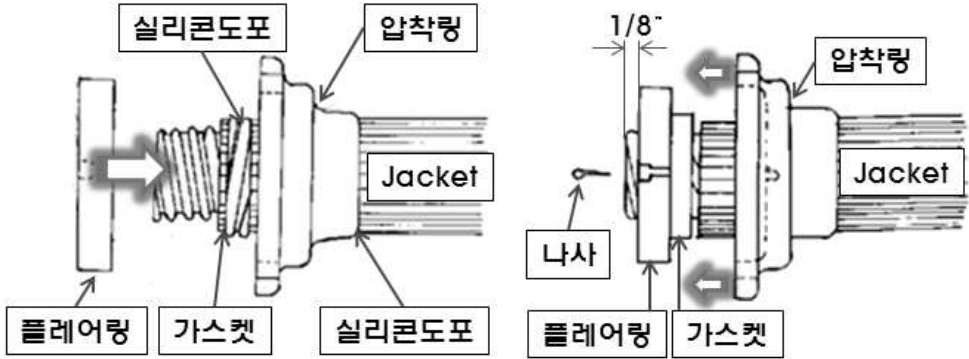 실리콘도포
압착링
Jacket
플레어링
가스켓
실리콘도포
1/8"
압착링
Jacket
나사
플레어링
가스켓